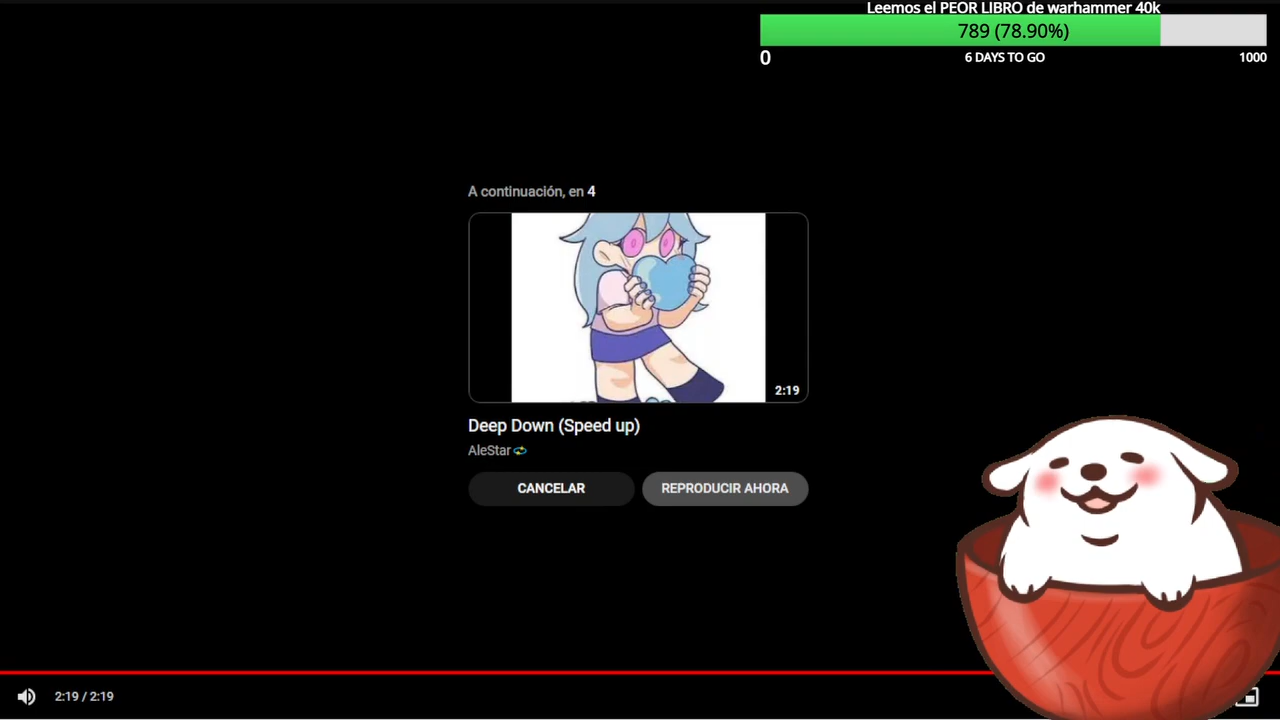 Leemos el PEOR LIBRO de warhammer 40k
789 (78.90%)
0
6 DAYS TO GO
1000
A continuación, en 4
2:19
Deep Down (Speed up)
AleStar
CANCELAR
REPRODUCIR AHORA
2:19 / 2:19